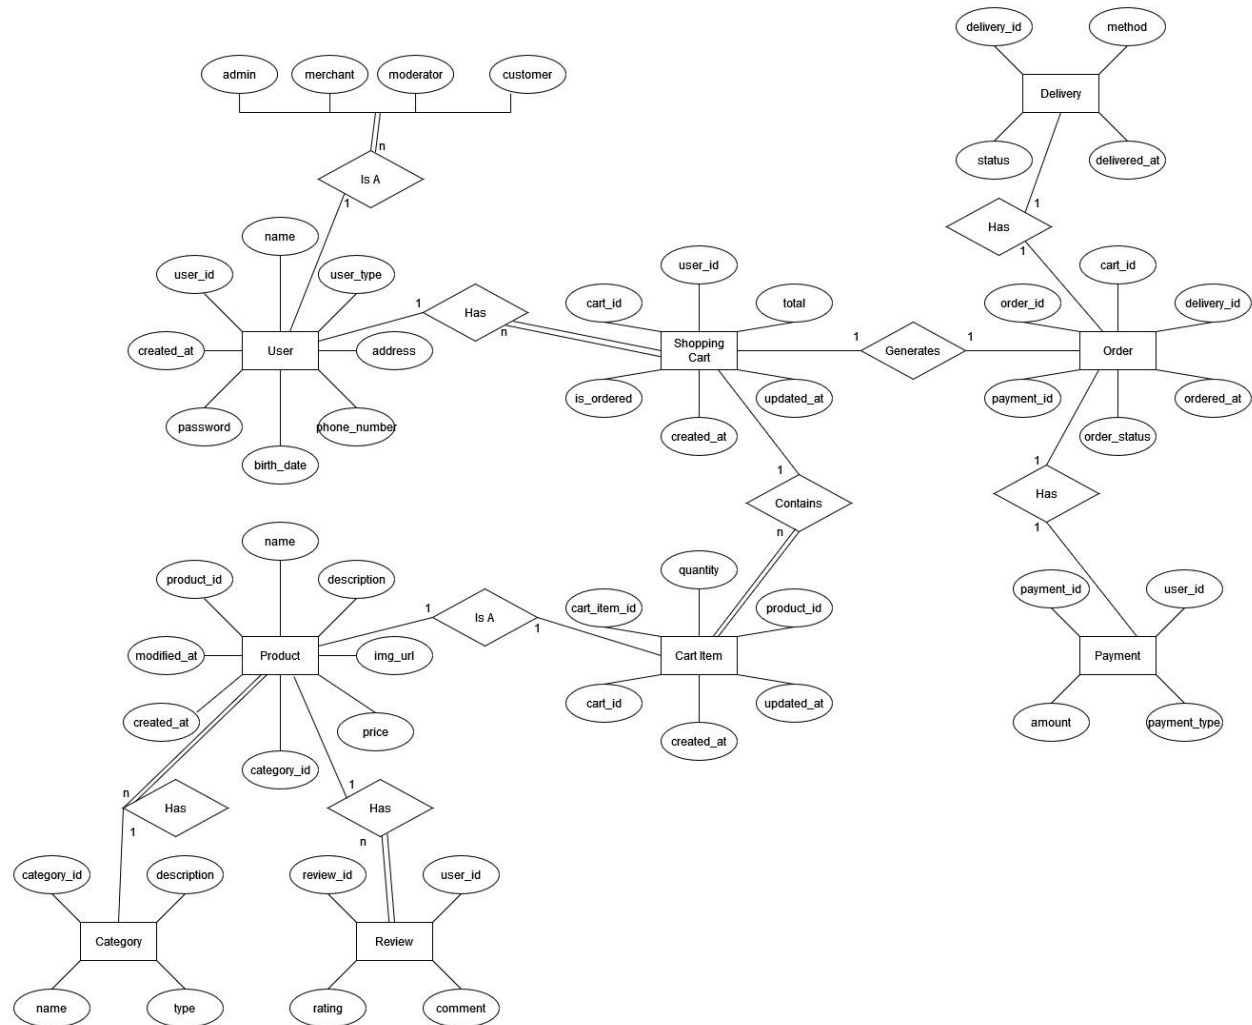 delivery_id
method
admin
merchant
moderator
customer
Delivery
n
status
delivered_at
Is A
1
1
Has
name
1
user_id
user_type
user_id
cart_id
cart_id
total
order_id
delivery_id
1
Has
n
1
1
created_at
User
address
Shopping
Cart
Generates
Order
is_ordered
updated_at
payment_id
ordered_at
password
phone_number
created_at
order_status
birth_date
1
1
Has
Contains
1
n
name
quantity
product_id
description
payment_id
user_id
1
Is A
1
cart_item_id
product_id
modified_at
Product
img_url
Cart Item
Payment
created_at
price
cart_id
updated_at
amount
payment_type
created_at
category_id
n
1
Has
Has
1
n
category_id
description
review_id
user_id
Category
Review
name
type
rating
comment